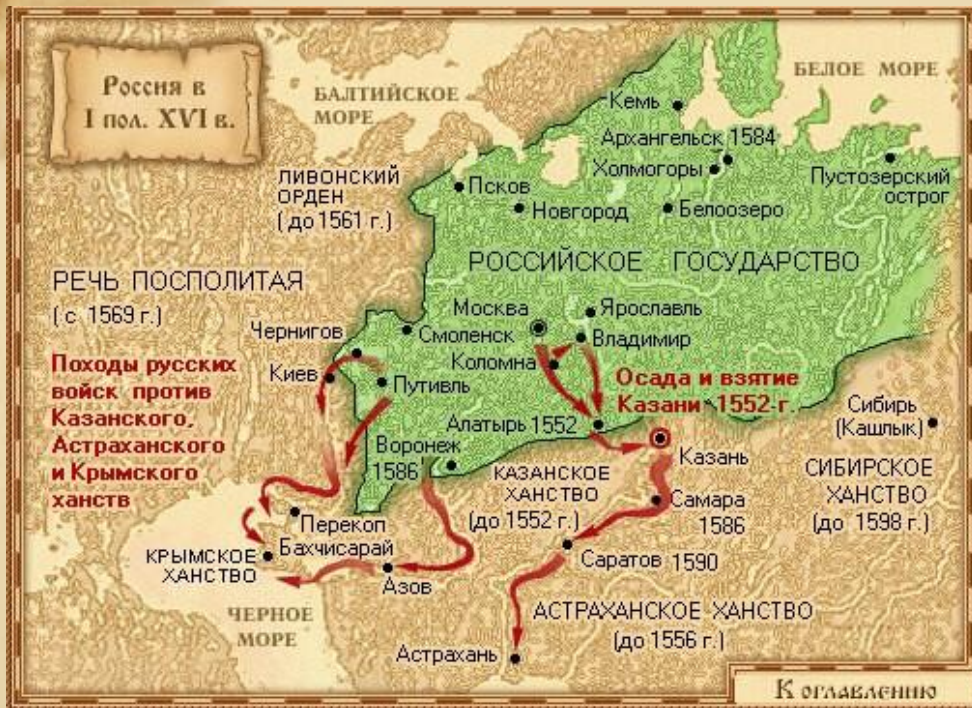 Россия в
I пол. XVI в.
БАЛТИЙСКОЕ
МОРЕ
БЕЛОЕ МОРЕ
Кемь
Архангельск 1584
Холмогоры
Пустозерский
острог
ЛИВОНСКИЙ
ОРДЕН
(до 1561 г.)
Псков
Новгород
Белоозеро
РОССИЙСКОЕ ГОСУДАРСТВО
РЕЧЬ ПОСПОЛИТАЯ
(с 1569 г.)
Москва
Ярославль
Чернигов
Смоленск
Владимир
Коломна
Киев
Путивль
Походы русских
войск против
Казанского,
Астраханского
и Крымского
ханств
Осада и взятие
Казани 1552-г.
Алатырь 1552
Сибирь
(Кашлык)
Воронеж
1586
Казань
КАЗАНСКОЕ
ХАНСТВО
(до 1552 г.)
СИБИРСКОЕ
ХАНСТВО
(до 1598 г.)
Самара
1586
Перекоп
Бахчисарай
КРЫМСКОЕ
ХАНСТВО
Азов
Саратов 1590
ЧЕРНОЕ
МОРЕ
АСТРАХАНСКОЕ ХАНСТВО
(до 1556 г.)
Астрахань
К оглавлению